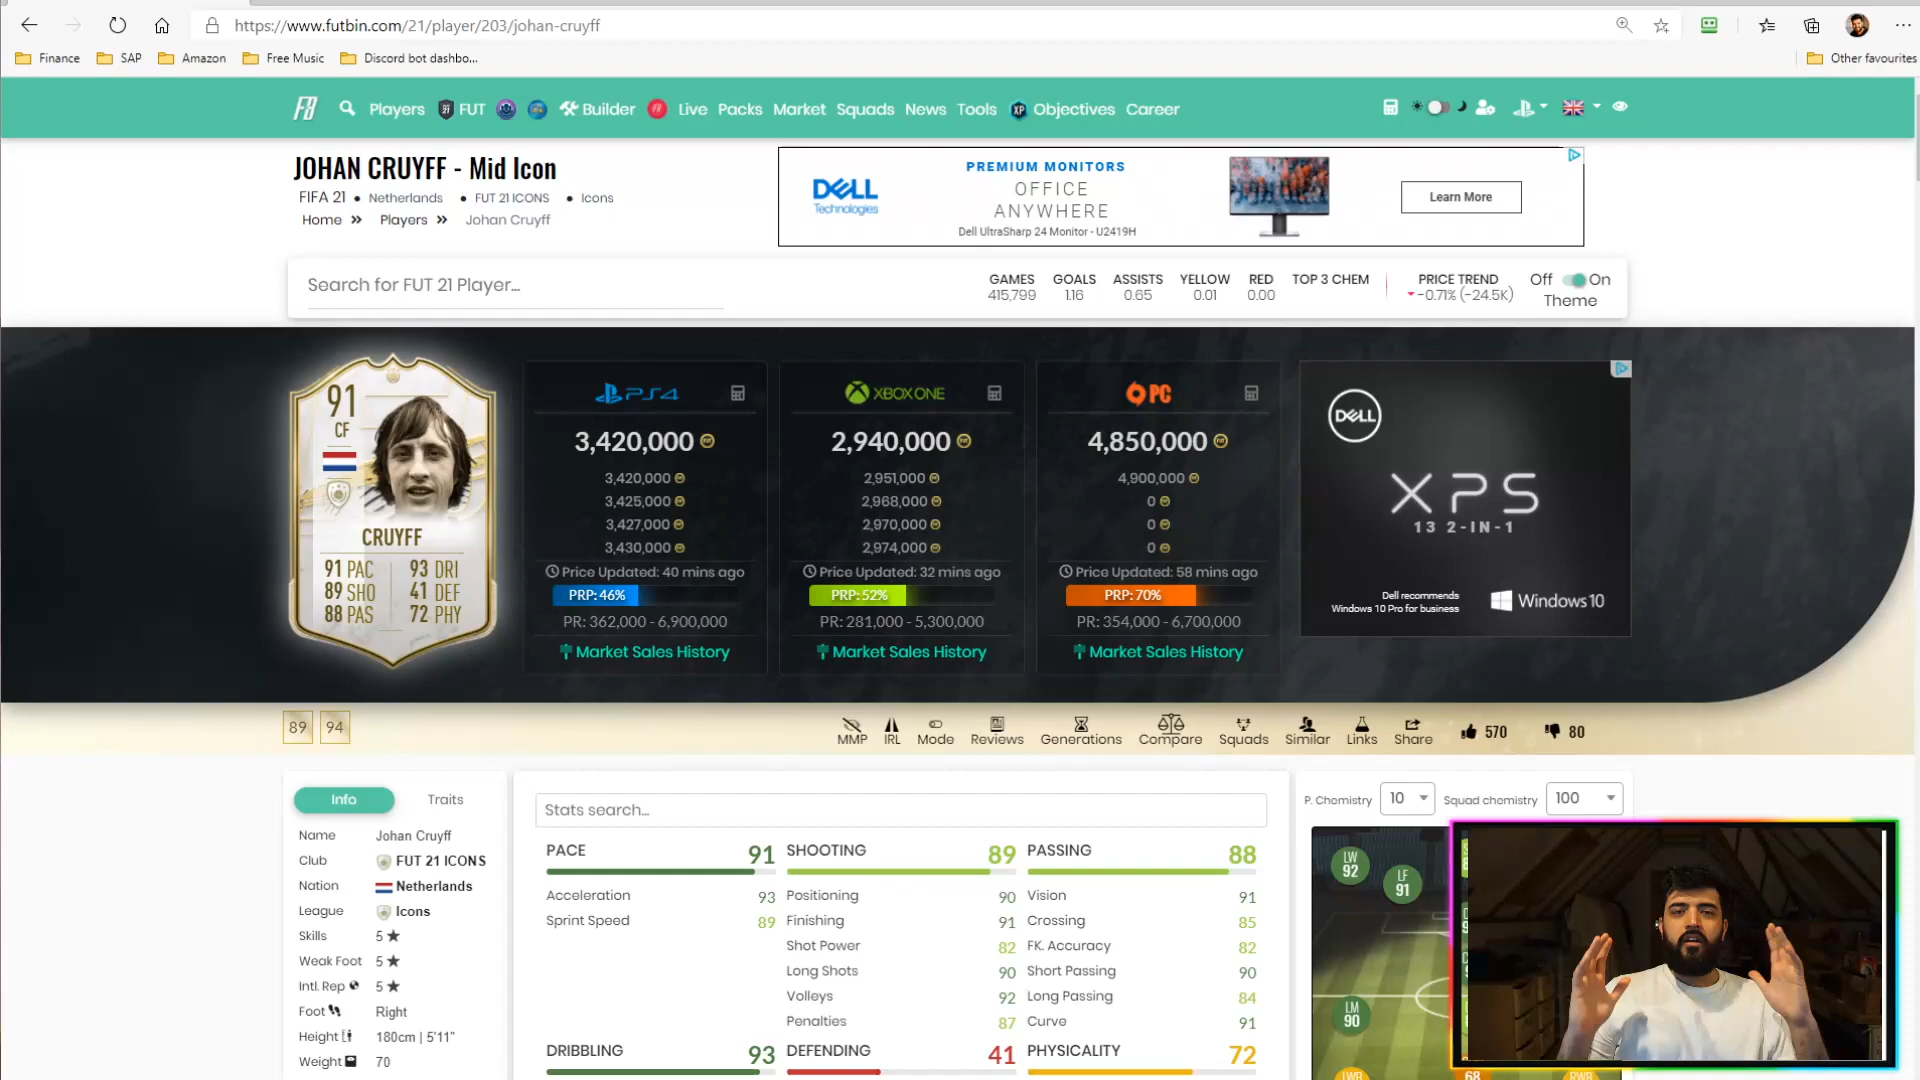 https://www.futbin.com/21/player/203/johan-cruyff
Finance SAP Amazon Free Music Discord bot dashbo... Other favourites
Players FUT Builder Live Packs Market Squads News Tools XP Objectives Career
JOHAN CRUYFF - Mid Icon
FIFA 21 • Netherlands • FUT 21 ICONS • Icons
Home » Players » Johan Cruyff
DELL Technologies
PREMIUM MONITORS
OFFICE
ANYWHERE
Dell UltraSharp 24 Monitor - U2419H
Learn More
Search for FUT 21 Player...
GAMES GOALS ASSISTS YELLOW RED TOP 3 CHEM PRICE TREND Off On
415,799 1.16 0.65 0.01 0.00 -0.71% (-24.5K) Theme
91
CF
CRUYFF
91 PAC 93 DRI
89 SHO 41 DEF
88 PAS 72 PHY
PS4
3,420,000
3,420,000
3,425,000
3,427,000
3,430,000
Price Updated: 40 mins ago
PRP: 46%
PR: 362,000 - 6,900,000
Market Sales History
XBOX ONE
2,940,000
2,951,000
2,968,000
2,970,000
2,974,000
Price Updated: 32 mins ago
PRP: 52%
PR: 281,000 - 5,300,000
Market Sales History
PC
4,850,000
4,900,000
0
0
0
Price Updated: 58 mins ago
PRP: 70%
PR: 354,000 - 6,700,000
Market Sales History
DELL
XPS
13 2-IN-1
Dell recommends
Windows 10 Pro for business
Windows 10
89 94
MMP IRL Mode Reviews Generations Compare Squads Similar Links Share 570 80
Info Traits
Name Johan Cruyff
Club FUT 21 ICONS
Nation Netherlands
League Icons
Skills 5 ★
Weak Foot 5 ★
Intl. Rep 5 ★
Foot Right
Height 180cm | 5'11"
Weight 70
Stats search...
PACE 91
Acceleration 93
Sprint Speed 89
SHOOTING 89
Positioning 90
Finishing 91
Shot Power 82
Long Shots 90
Volleys 92
Penalties 87
PASSING 88
Vision 91
Crossing 85
FK. Accuracy 82
Short Passing 90
Long Passing 84
Curve 91
DRIBBLING 93 DEFENDING 41 PHYSICALITY 72
P. Chemistry 10 Squad chemistry 100
LW
92
LF
91
LM
90
68